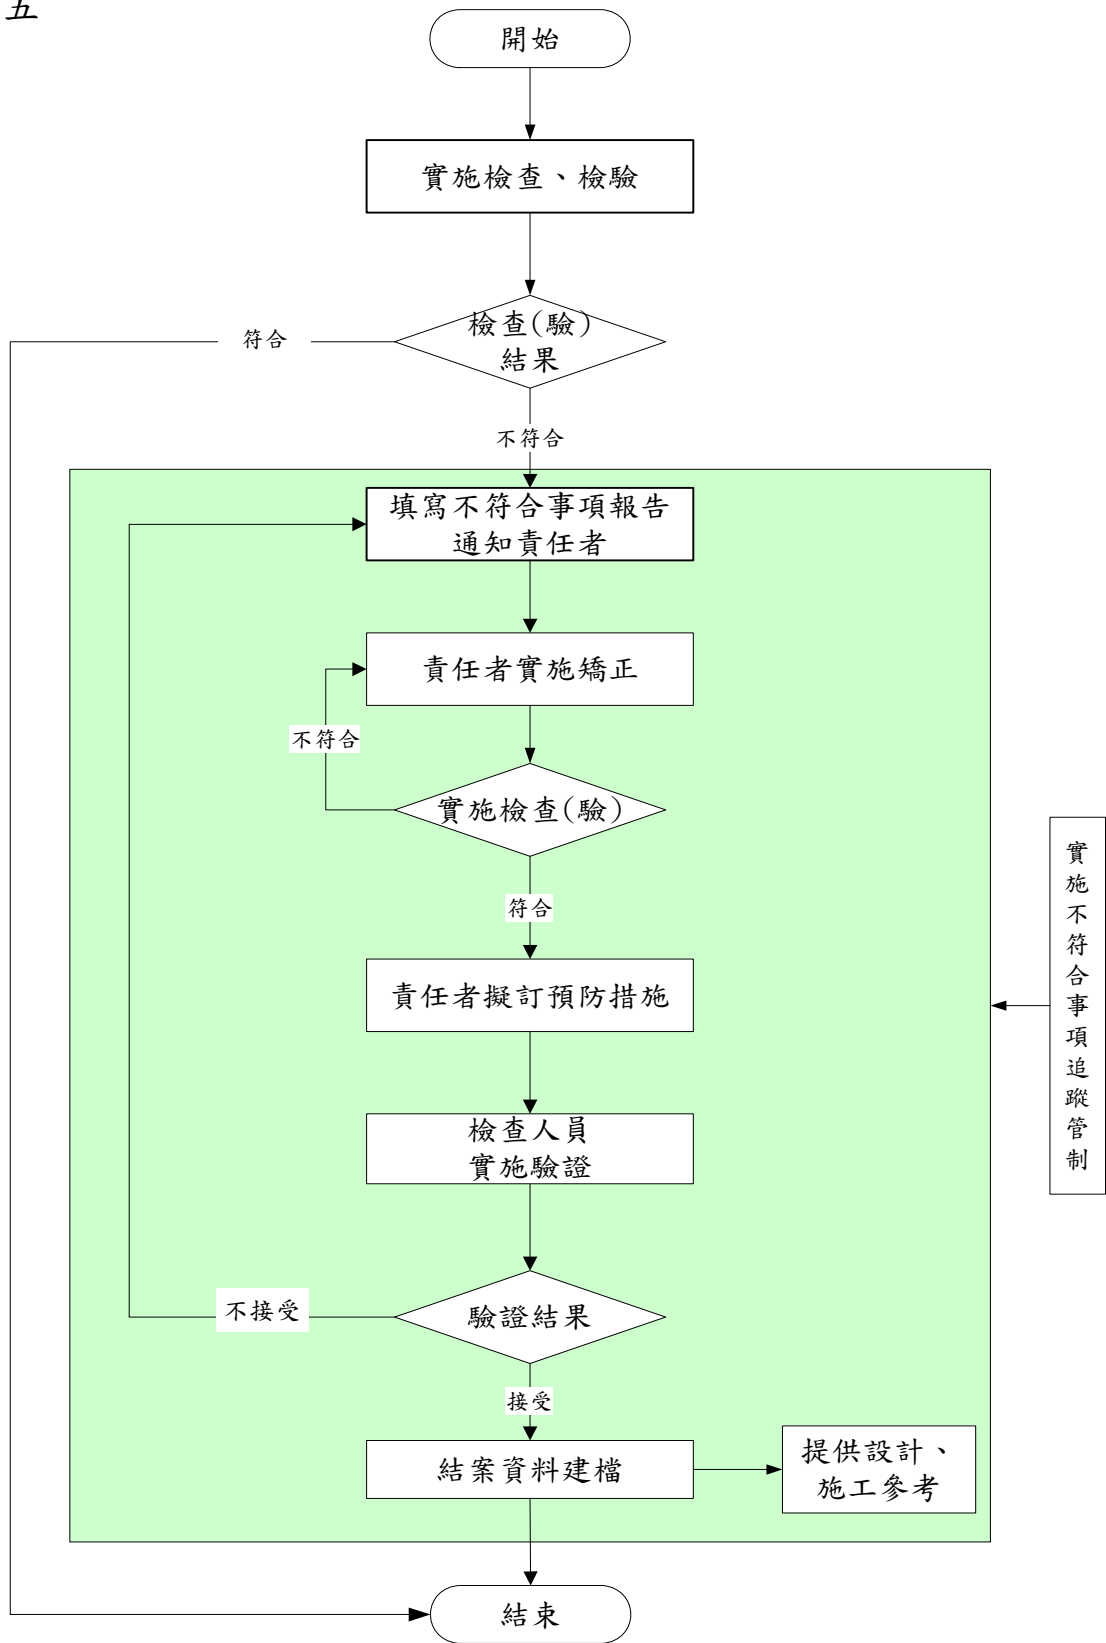 五
開始
實施檢查、檢驗
檢查(驗)
結果
符合
不符合
填寫不符合事項報告
通知責任者
責任者實施矯正
不符合
實施檢查(驗)
符合
責任者擬訂預防措施
檢查人員
實施驗證
驗證結果
不接受
接受
結案資料建檔
提供設計、
施工參考
結束
實施不符合事項追蹤管制